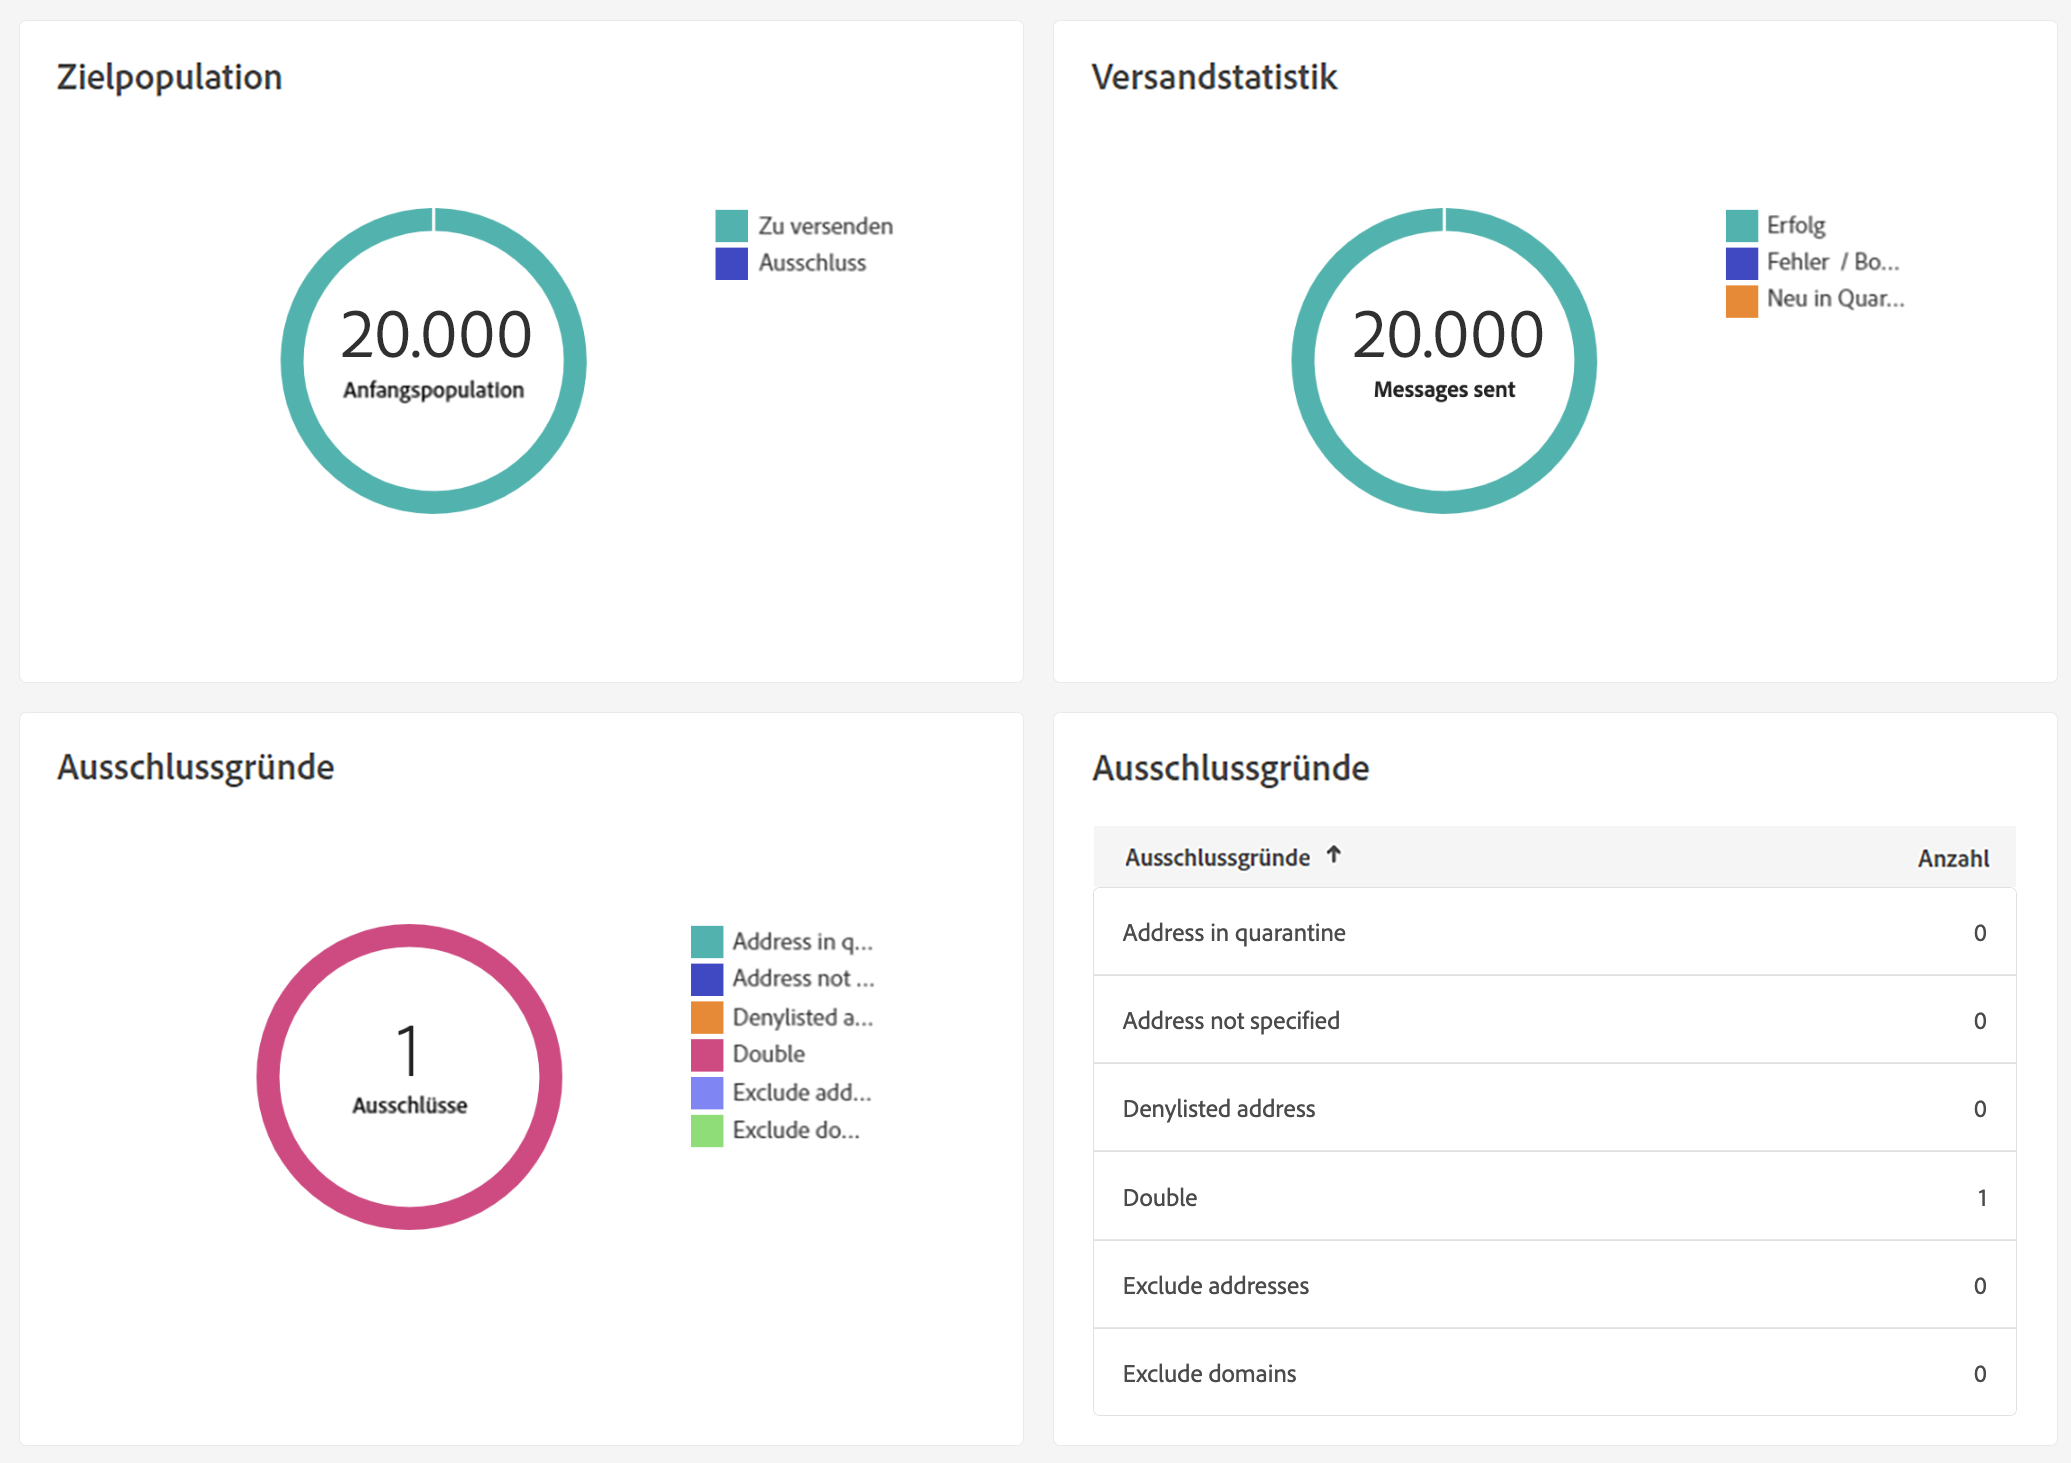 Zielpopulation
20.000
Anfangspopulation
Zu versenden
Ausschluss
Versandstatistik
20.000
Messages sent
Erfolg
Fehler / Bo...
Neu in Quar...
Ausschlussgründe
1
Ausschlüsse
Address in q...
Address not ...
Denylisted a...
Double
Exclude add...
Exclude do...
Ausschlussgründe
Ausschlussgründe ↑ Anzahl
Address in quarantine 0
Address not specified 0
Denylisted address 0
Double 1
Exclude addresses 0
Exclude domains 0